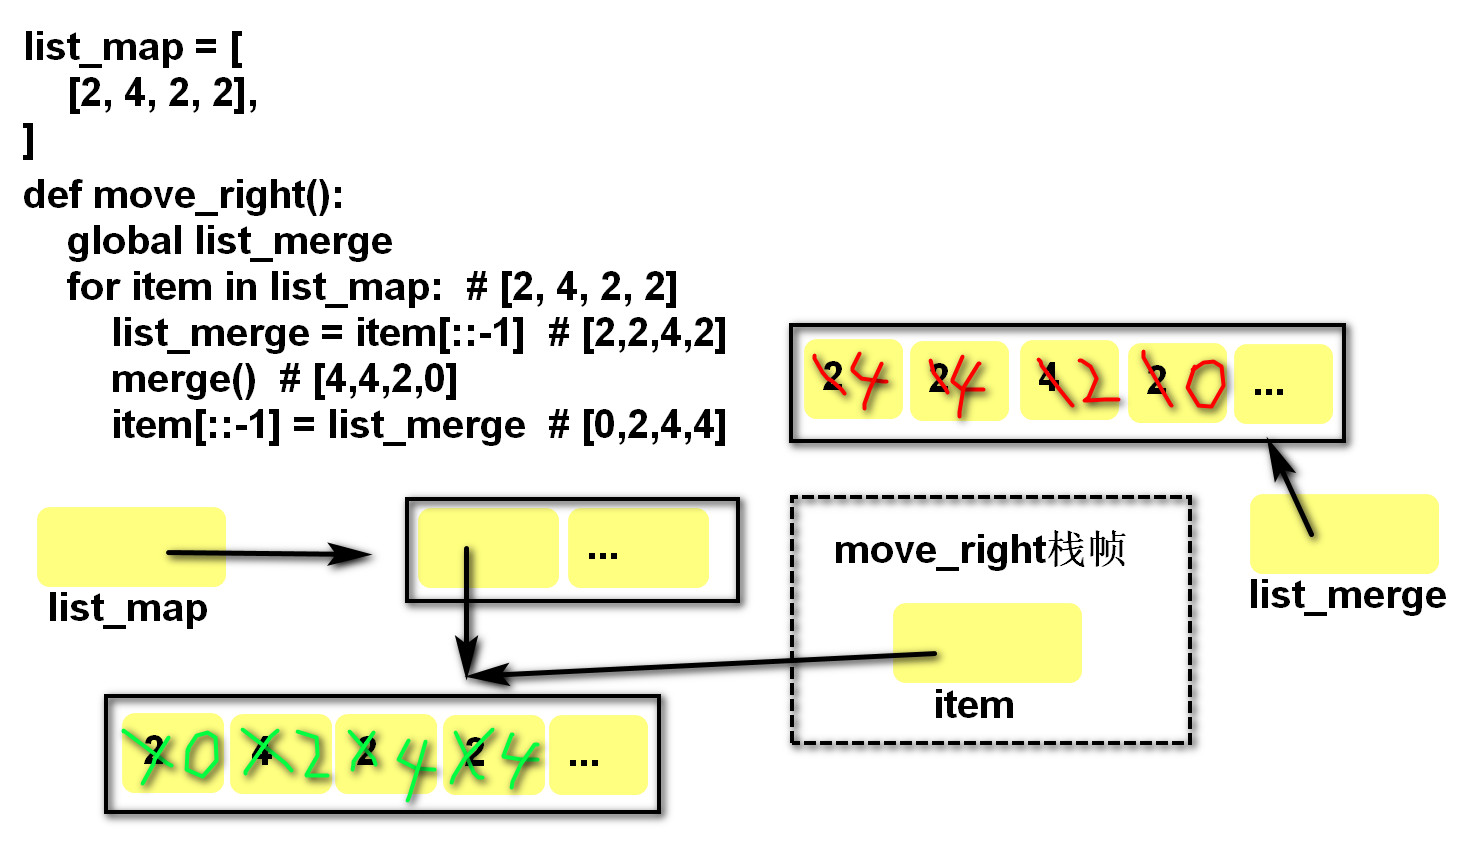 list_map = [
[2, 4, 2, 2],
]
def move_right():
global list_merge
for item in list_map:  # [2, 4, 2, 2]
list_merge = item[::-1]  # [2,2,4,2]
merge()  # [4,4,2,0]
item[::-1] = list_merge  # [0,2,4,4]
2 4 2 4 4 2 2 0 ...
list_map
...
move_right栈帧
list_merge
item
2 0 4 2 2 4 2 4 ...